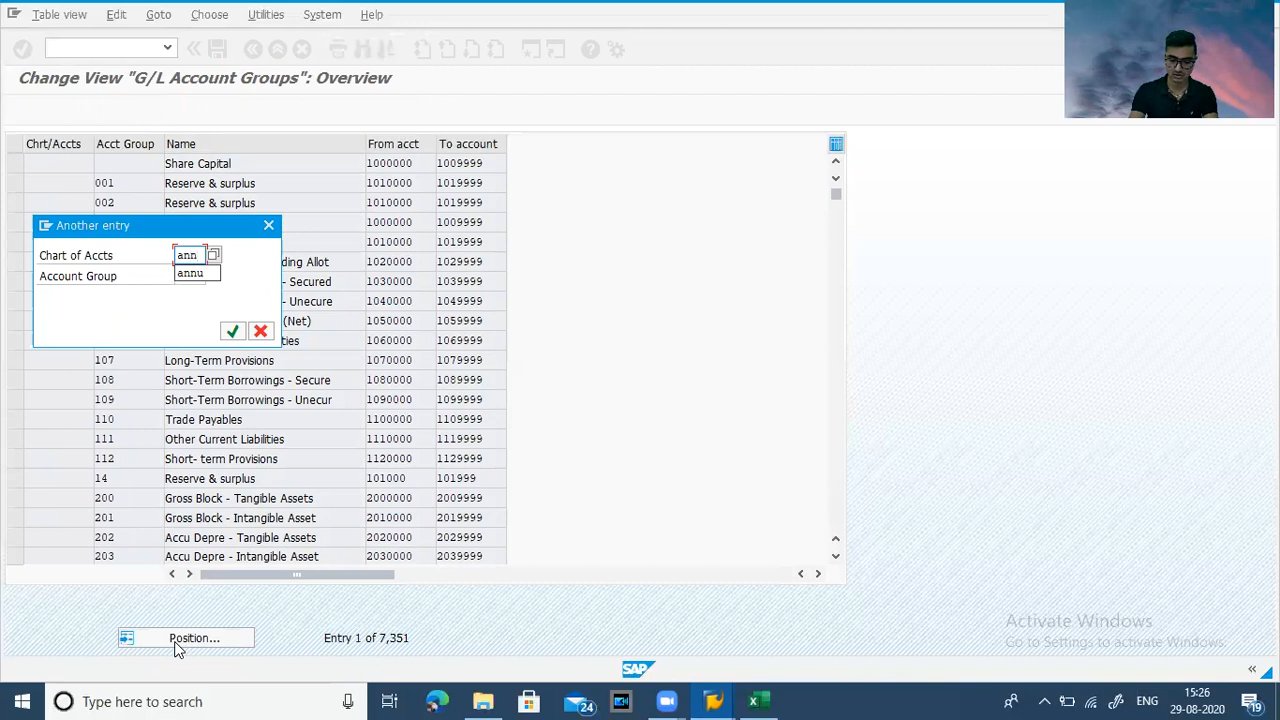 Table view Edit Goto Choose Utilities System Help
Change View "G/L Account Groups": Overview
Chrt/Accts Acct Group Name From acct To account
Share Capital 1000000 1009999
001 Reserve & surplus 1010000 1019999
002 Reserve & surplus 1010000 1019999
1000000 1009999
Another entry
1010000 1019999
Chart of Accts ann
ding Allot 1020000 1029999
annu
Account Group
- Secured 1030000 1039999
- Unecure 1040000 1049999
(Net) 1050000 1059999
ties 1060000 1069999
107 Long-Term Provisions 1070000 1079999
108 Short-Term Borrowings - Secure 1080000 1089999
109 Short-Term Borrowings - Unecur 1090000 1099999
110 Trade Payables 1100000 1109999
111 Other Current Liabilities 1110000 1119999
112 Short- term Provisions 1120000 1129999
14 Reserve & surplus 101000 101999
200 Gross Block - Tangible Assets 2000000 2009999
201 Gross Block - Intangible Asset 2010000 2019999
202 Accu Depre - Tangible Assets 2020000 2029999
203 Accu Depre - Intangible Asset 2030000 2039999
Position... Entry 1 of 7,351
Activate Windows
Go to Settings to activate Windows.
SAP
Type here to search
24
ENG
15:26
29-08-2020
19